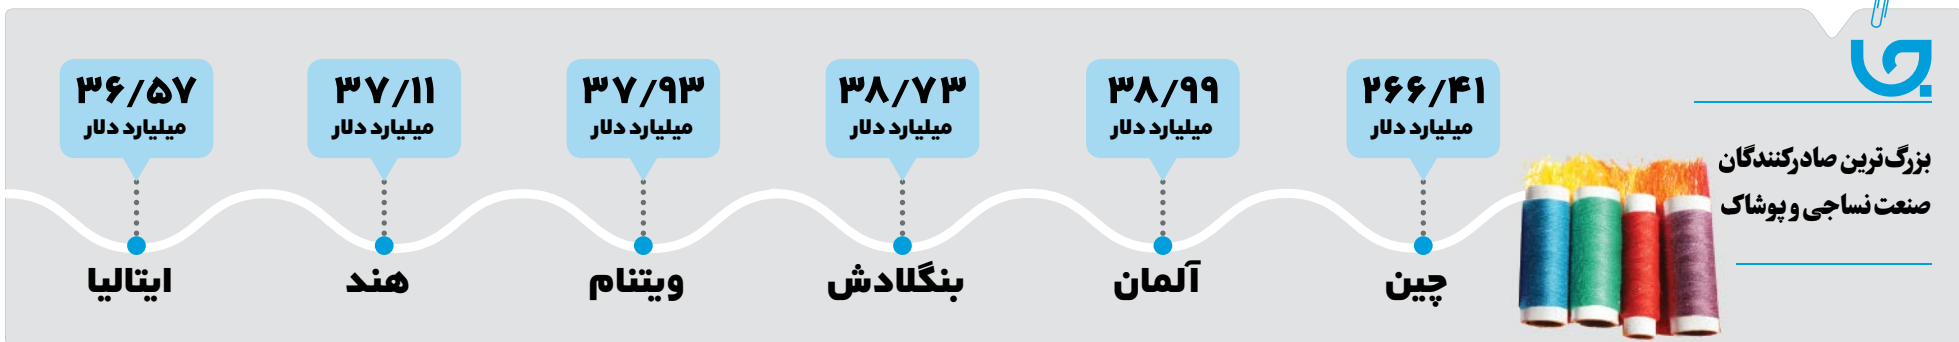 بزرگ‌ترین صادرکنندگان
صنعت نساجی و پوشاک
۲۶۶/۴۱
میلیارد دلار
چین
۳۸/۹۹
میلیارد دلار
آلمان
۳۸/۷۳
میلیارد دلار
بنگلادش
۳۷/۹۳
میلیارد دلار
ویتنام
۳۷/۱۱
میلیارد دلار
هند
۳۶/۵۷
میلیارد دلار
ایتالیا